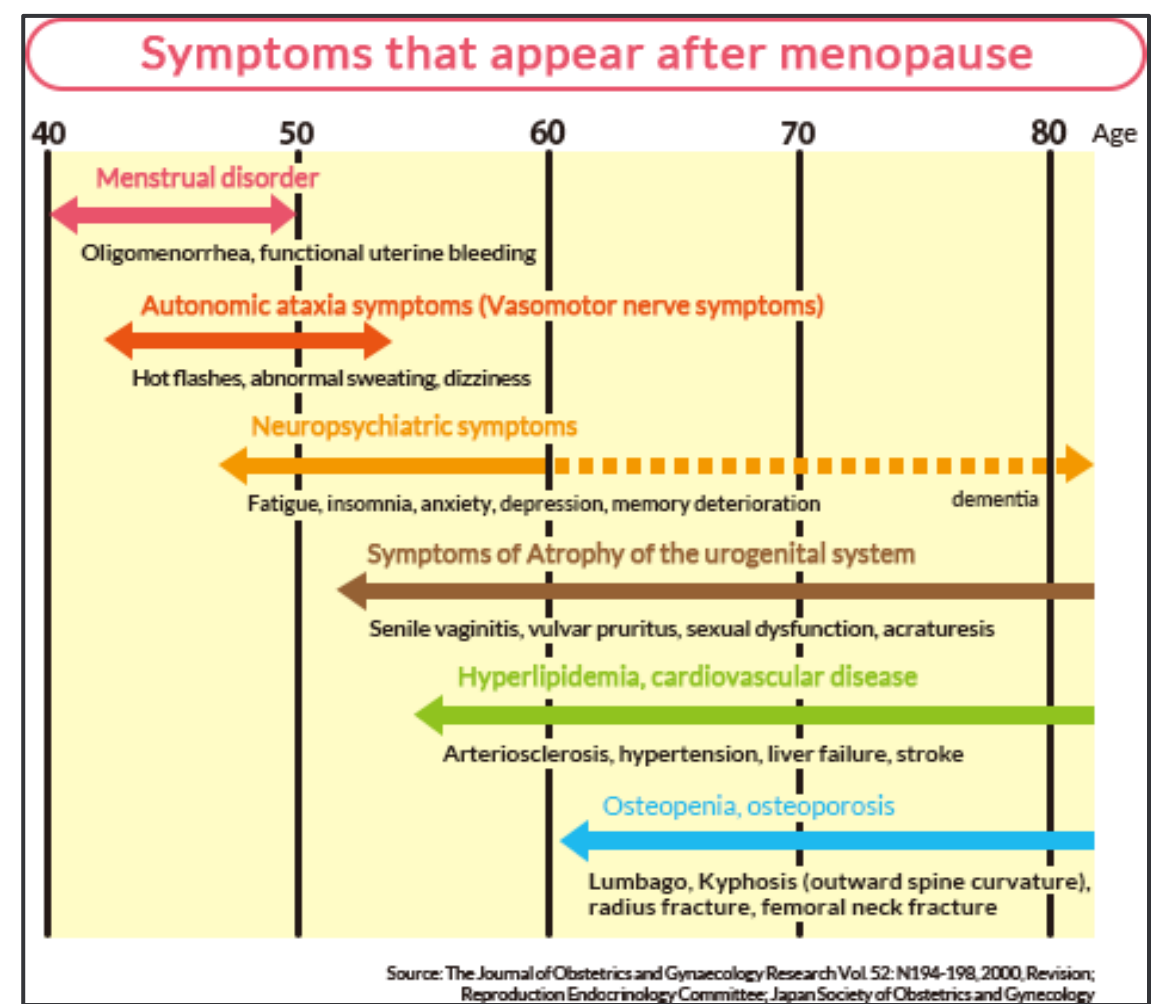 Symptoms that appear after menopause
40 50 60 70 80 Age
Menstrual disorder
Oligomenorrhea, functional uterine bleeding
Autonomic ataxia symptoms (Vasomotor nerve symptoms)
Hot flashes, abnormal sweating, dizziness
Neuropsychiatric symptoms
Fatigue, insomnia, anxiety, depression, memory deterioration
dementia
Symptoms of Atrophy of the urogenital system
Senile vaginitis, vulvar pruritus, sexual dysfunction, acraturesis
Hyperlipidemia, cardiovascular disease
Arteriosclerosis, hypertension, liver failure, stroke
Osteopenia, osteoporosis
Lumbago, Kyphosis (outward spine curvature),
radius fracture, femoral neck fracture
Source: The Journal of Obstetrics and Gynaecology Research Vol. 52: N194-198, 2000, Revision;
Reproduction Endocrinology Committee; Japan Society of Obstetrics and Gynecology